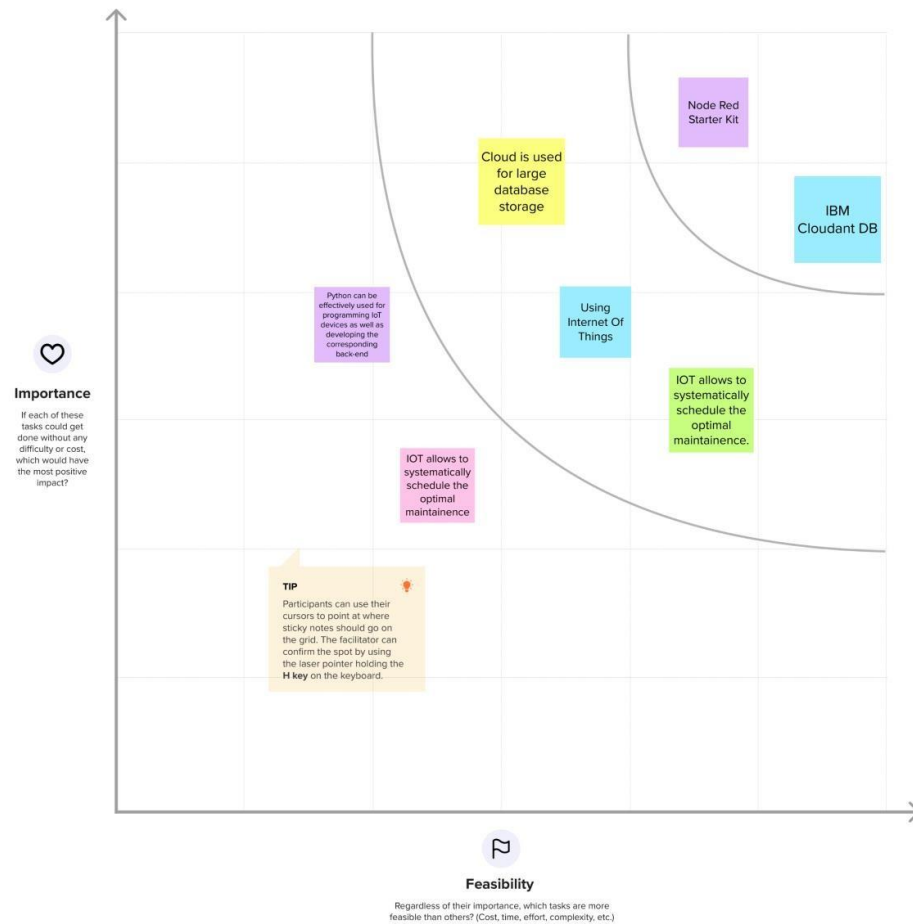 Node Red
Starter Kit
Cloud is used
for large
database
storage
IBM
Cloudant DB
Python can be
effectively used for
programming IoT
devices as well as
developing the
corresponding
back-end
Using
Internet Of
Things
IOT allows to
systematically
schedule the
optimal
maintainence.
IOT allows to
systematically
schedule the
optimal
maintainence
Importance
If each of these
tasks could get
done without any
difficulty or cost,
which would have
the most positive
impact?
TIP
Participants can use their
cursors to point at where
sticky notes should go on
the grid. The facilitator can
confirm the spot by using
the laser pointer holding the
H key on the keyboard.
Feasibility
Regardless of their importance, which tasks are more
feasible than others? (Cost, time, effort, complexity, etc.)